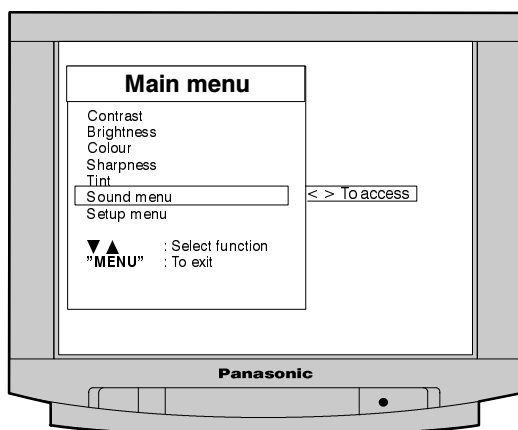 Main menu
Contrast
Brightness
Colour
Sharpness
Tint
Sound menu < > To access
Setup menu
▼ ▲ : Select function
"MENU" : To exit
Panasonic